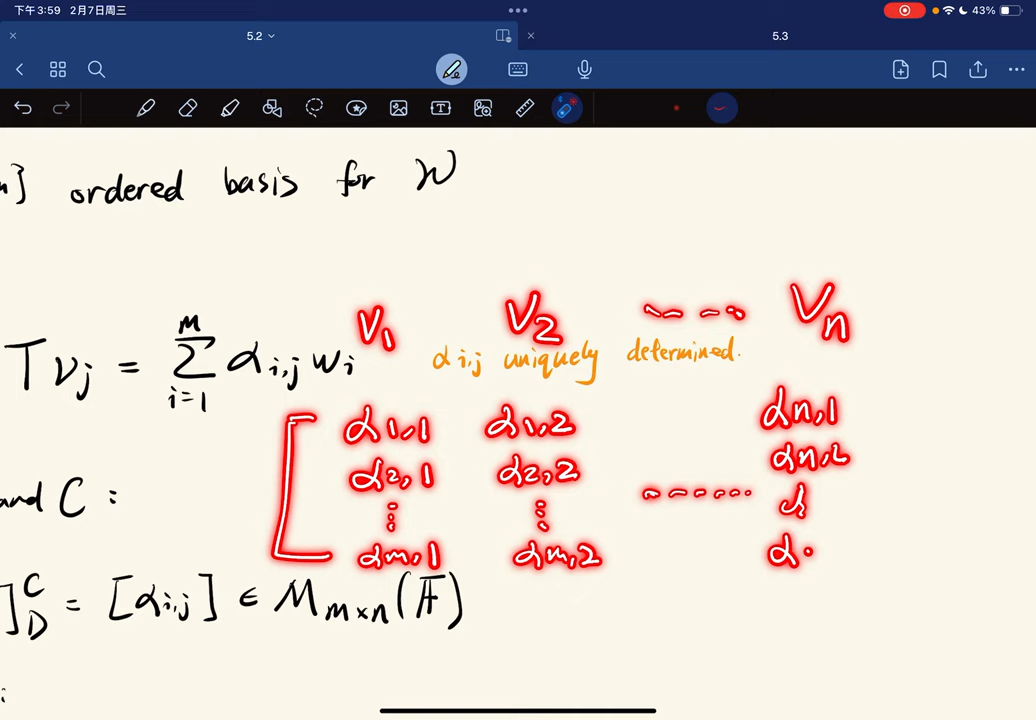 下午3:59 2月7日周三
43%
5.2
5.3
ordered basis for W
V1 V2 ---- Vn
T vj = Σ i=1 m αi,j wi
αi,j uniquely determined.
α1,1 α1,2 αn,1
α2,1 α2,2 ------ αn,2
⋮ ⋮
αm,1 αm,2 α
and C :
]^C_D = [αi,j] ∈ M m×n (F)